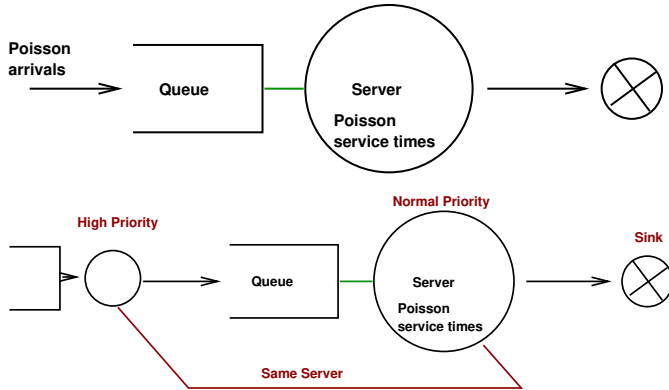 Poisson
arrivals
Queue
Server
Poisson
service times
High Priority
Normal Priority
Sink
Queue
Server
Poisson
service times
Same Server